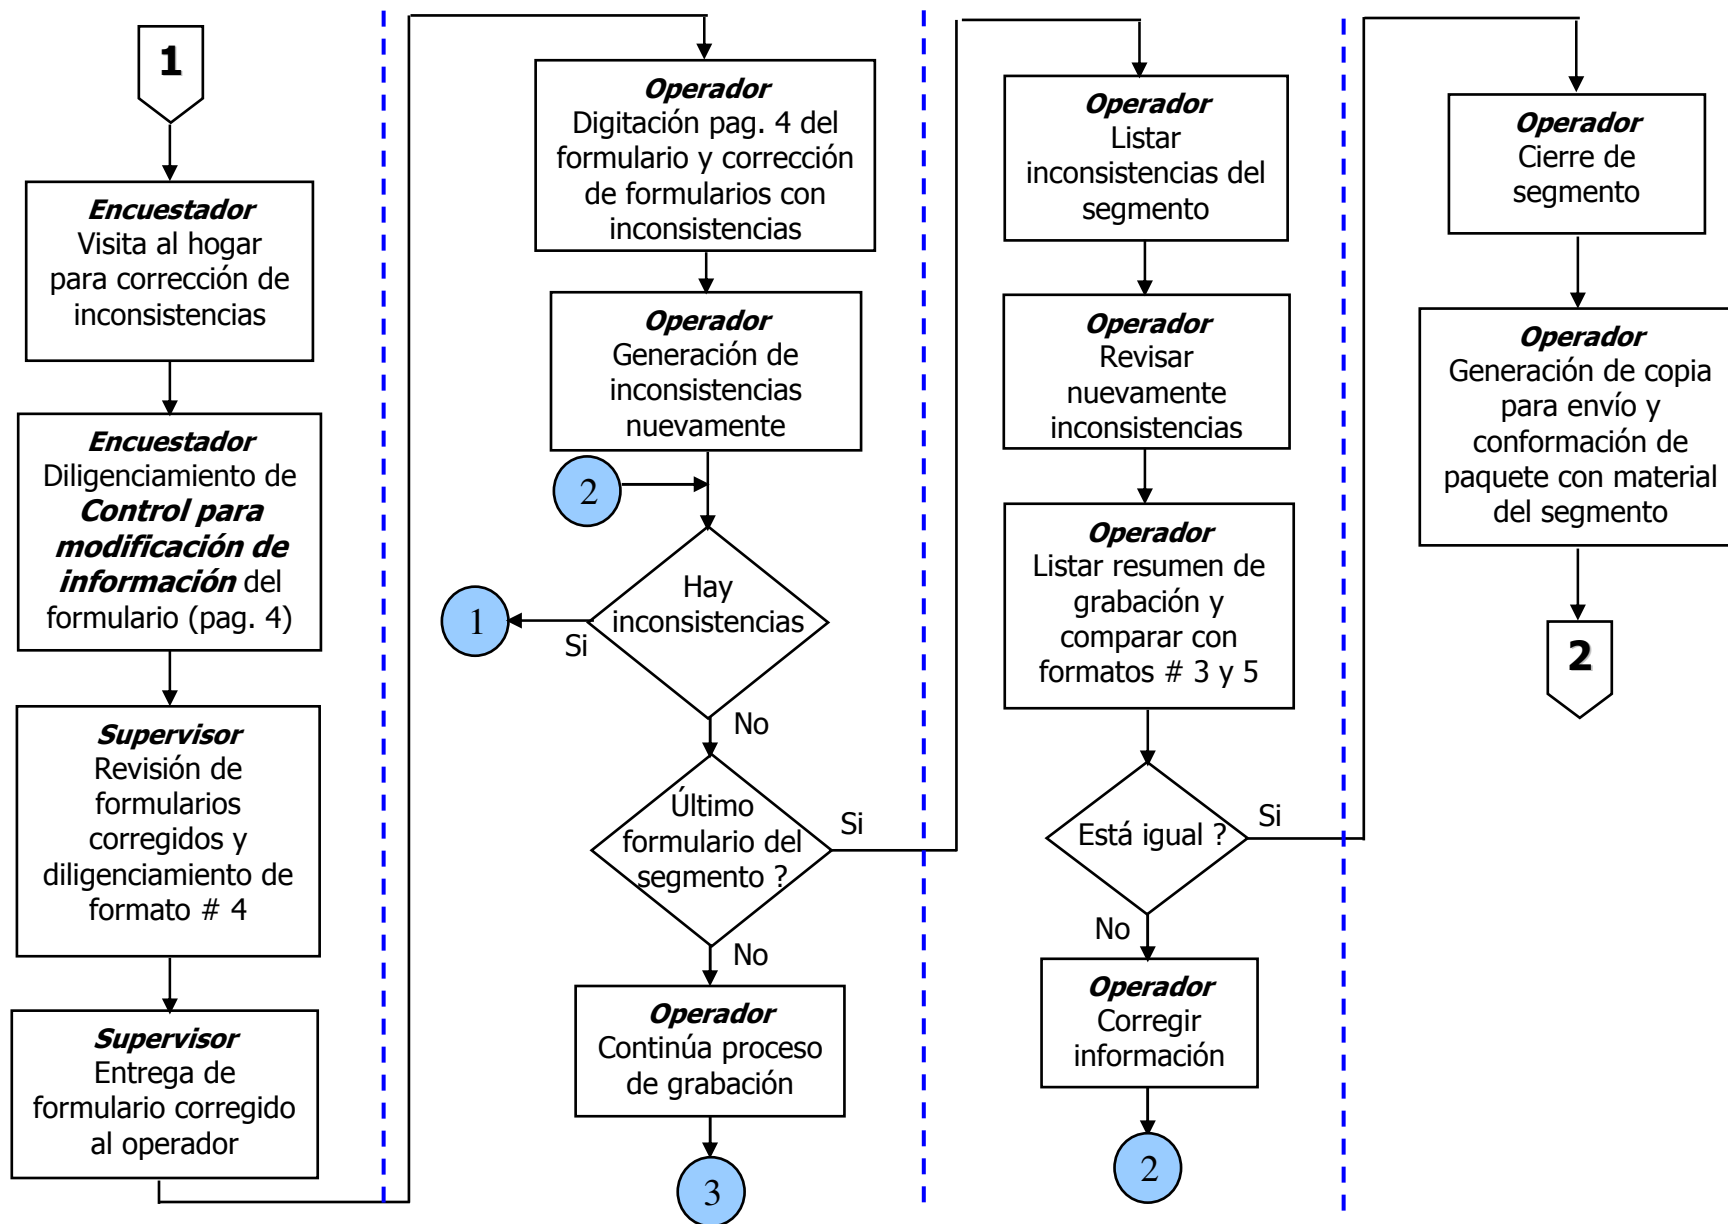 1
Encuestador
Visita al hogar
para corrección de
inconsistencias
Encuestador
Diligenciamiento de
Control para
modificación de
información del
formulario (pag. 4)
Supervisor
Revisión de
formularios
corregidos y
diligenciamiento de
formato # 4
Supervisor
Entrega de
formulario corregido
al operador
Operador
Digitación pag. 4 del
formulario y corrección
de formularios con
inconsistencias
Operador
Generación de
inconsistencias
nuevamente
2
Hay
inconsistencias
1
Si
No
Último
formulario del
segmento ?
Si
No
Operador
Continúa proceso
de grabación
3
Operador
Listar
inconsistencias del
segmento
Operador
Revisar
nuevamente
inconsistencias
Operador
Listar resumen de
grabación y
comparar con
formatos # 3 y 5
Está igual ?
Si
No
Operador
Corregir
información
2
Operador
Cierre de
segmento
Operador
Generación de copia
para envío y
conformación de
paquete con material
del segmento
2